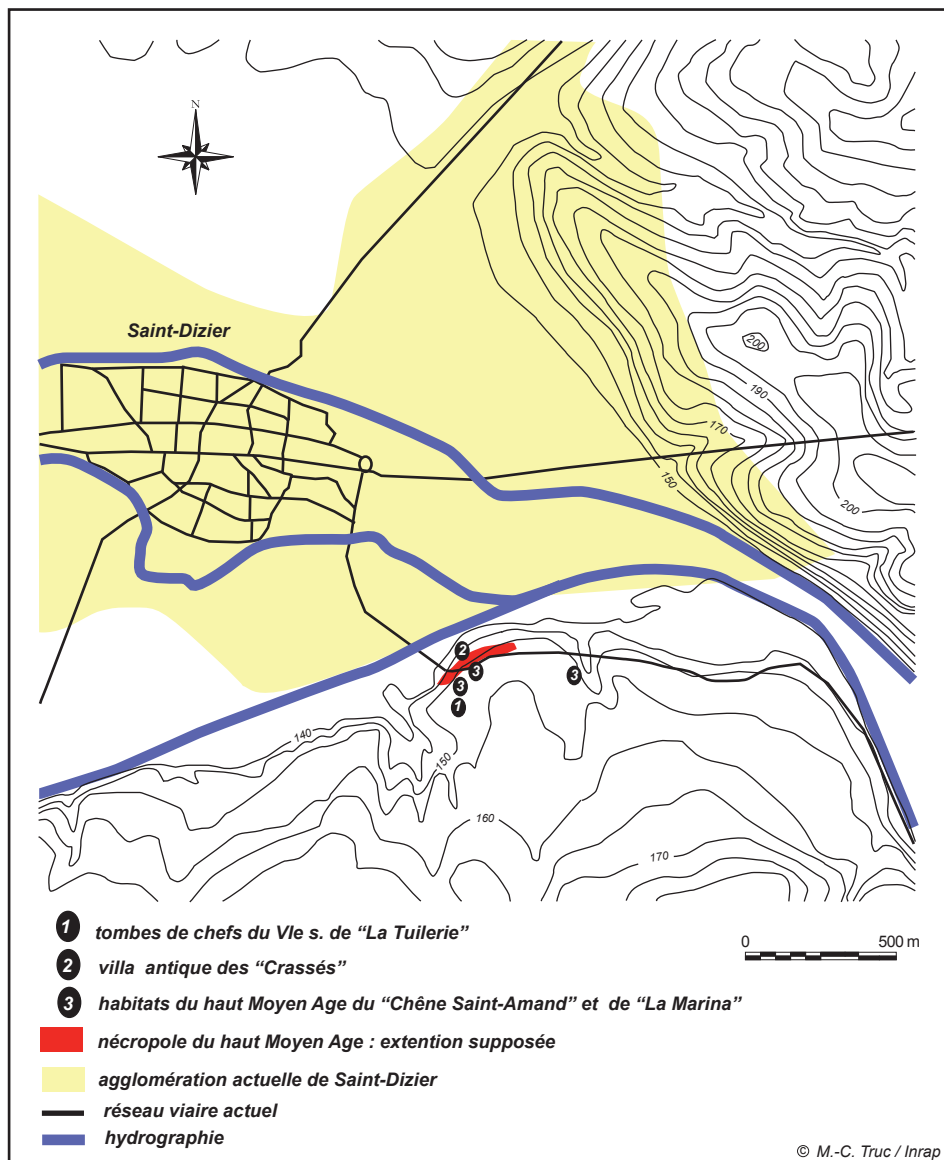 N
Saint-Dizier
200
190
170
150
200
2
3
3
3
1
140
150
160
170
1 tombes de chefs du VIe s. de “La Tuilerie”
0 500 m
2 villa antique des “Crassés”
3 habitats du haut Moyen Age du “Chêne Saint-Amand” et de “La Marina”
nécropole du haut Moyen Age : extention supposée
agglomération actuelle de Saint-Dizier
réseau viaire actuel
hydrographie
© M.-C. Truc / Inrap